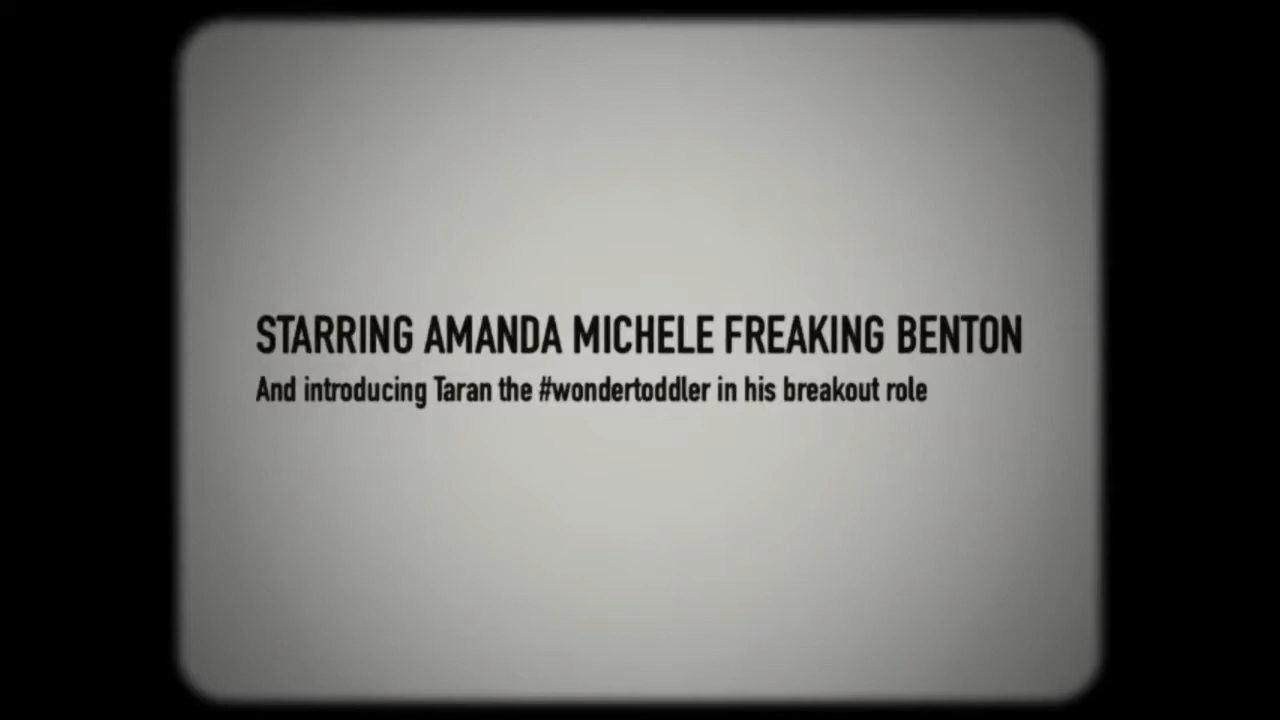 STARRING AMANDA MICHELE FREAKING BENTON
And introducing Taran the #wondertoddler in his breakout role